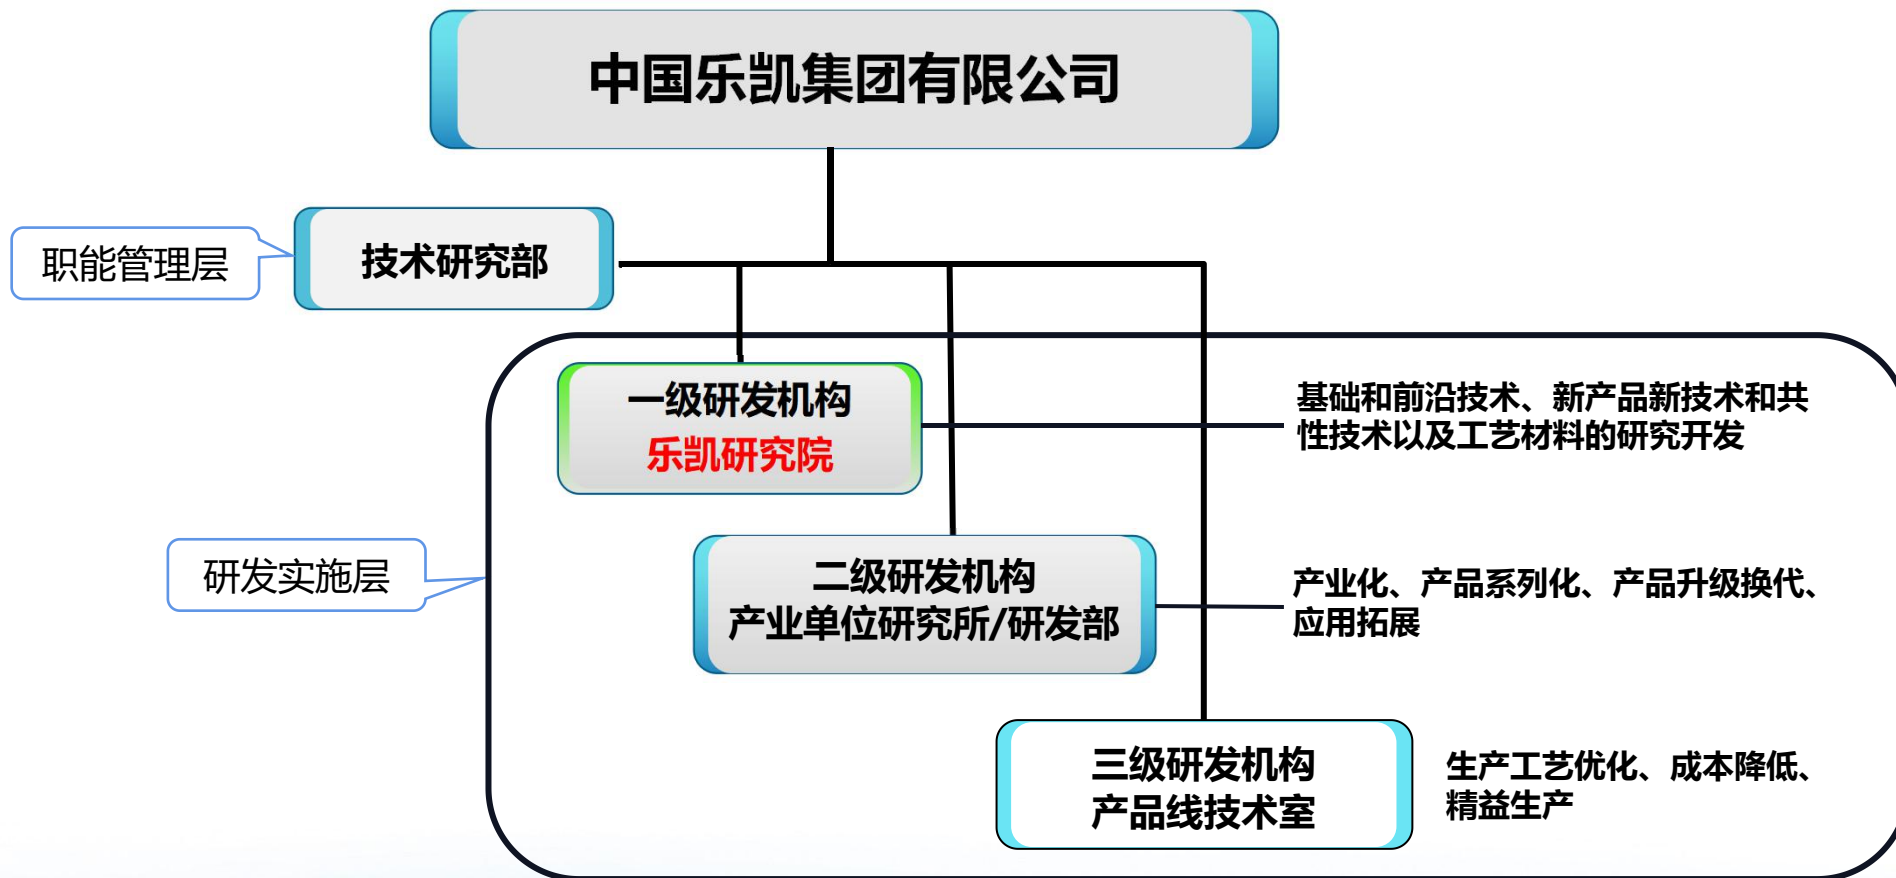 中国乐凯集团有限公司
职能管理层
技术研究部
一级研发机构
乐凯研究院
基础和前沿技术、新产品新技术和共
性技术以及工艺材料的研究开发
研发实施层
二级研发机构
产业单位研究所/研发部
产业化、产品系列化、产品升级换代、
应用拓展
三级研发机构
产品线技术室
生产工艺优化、成本降低、
精益生产